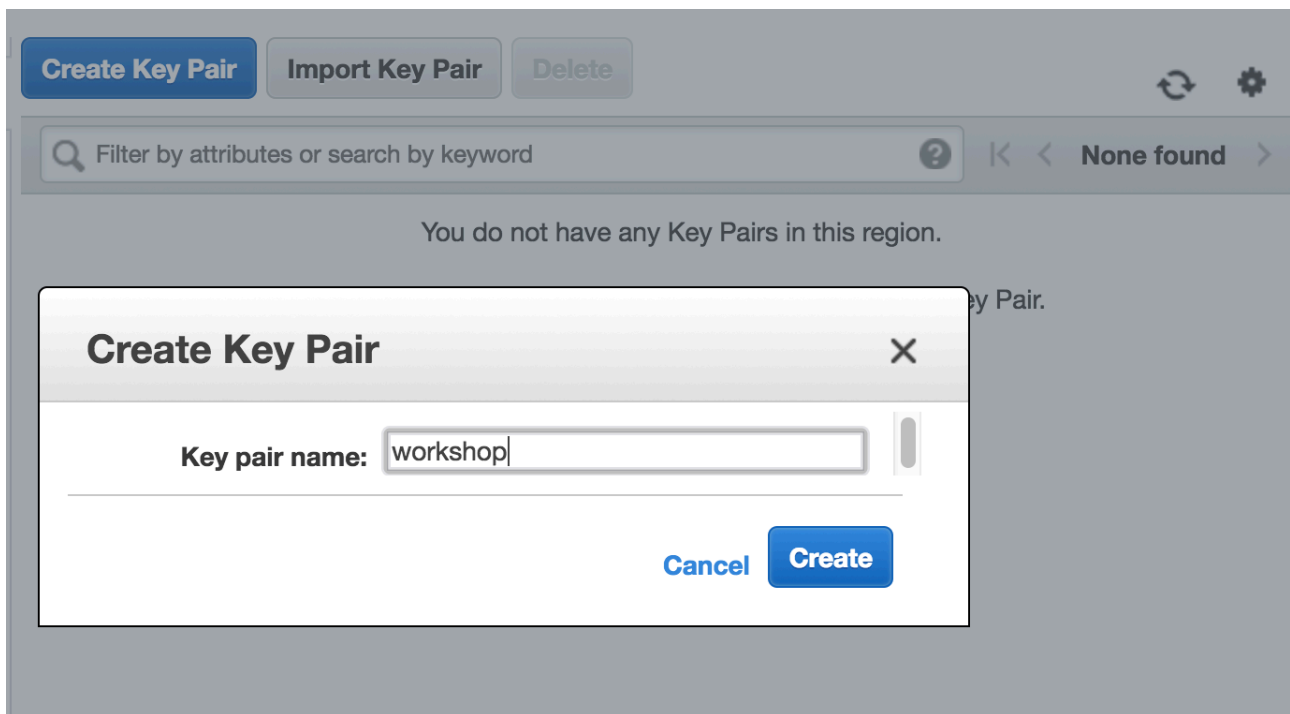 Create Key Pair Import Key Pair Delete
Filter by attributes or search by keyword None found
You do not have any Key Pairs in this region.
Pair.
Create Key Pair
Key pair name: workshop
Cancel Create